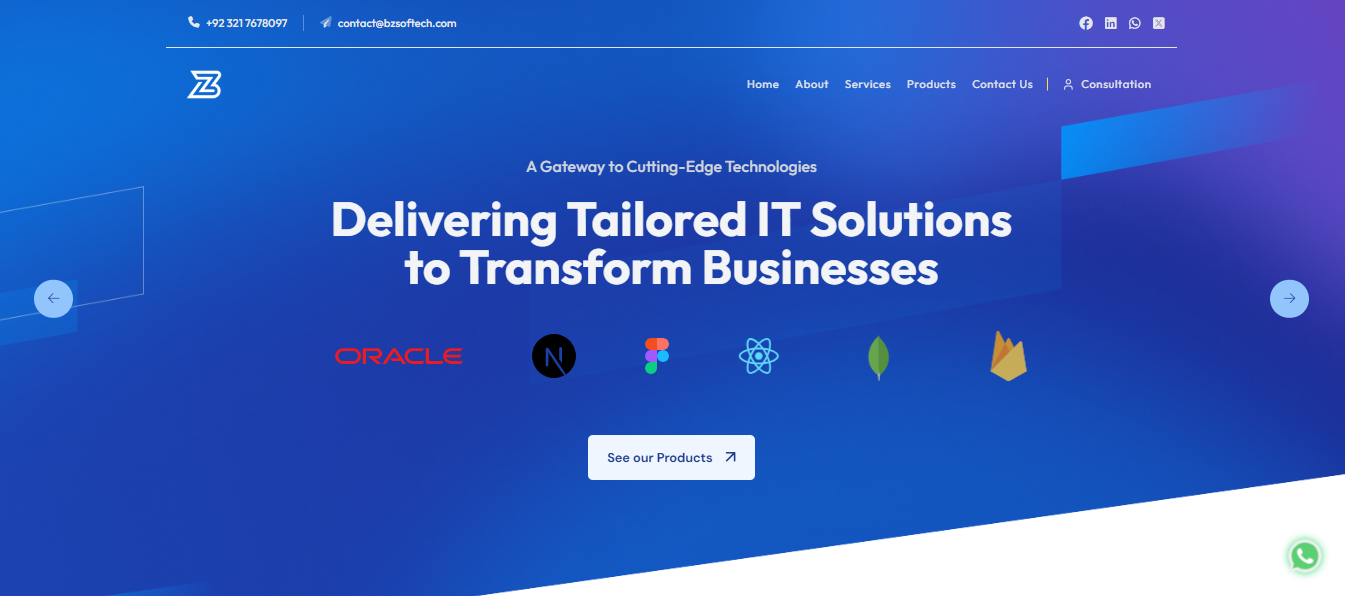 +92 321 7678097 contact@bzsoftech.com
Home About Services Products Contact Us Consultation
A Gateway to Cutting-Edge Technologies
Delivering Tailored IT Solutions
to Transform Businesses
ORACLE
See our Products